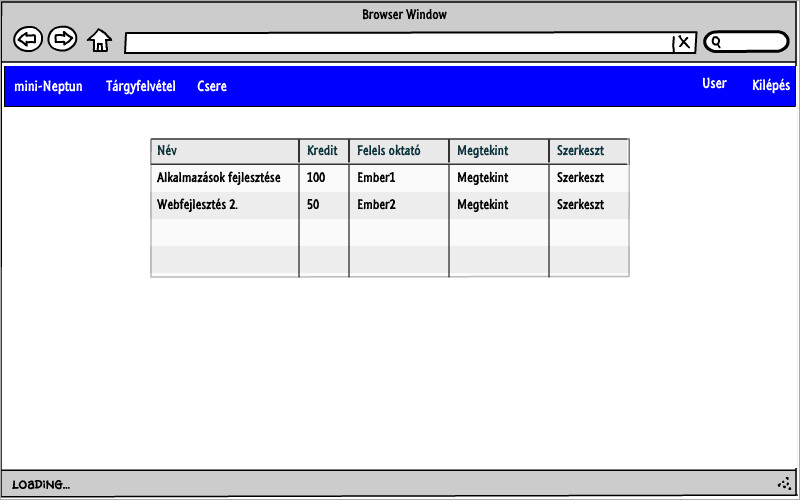 Browser Window
X
mini-Neptun Tárgyfelvétel Csere User Kilépés
Név Kredit Felels oktató Megtekint Szerkeszt
Alkalmazások fejlesztése 100 Ember1 Megtekint Szerkeszt
Webfejlesztés 2. 50 Ember2 Megtekint Szerkeszt
LOADING...